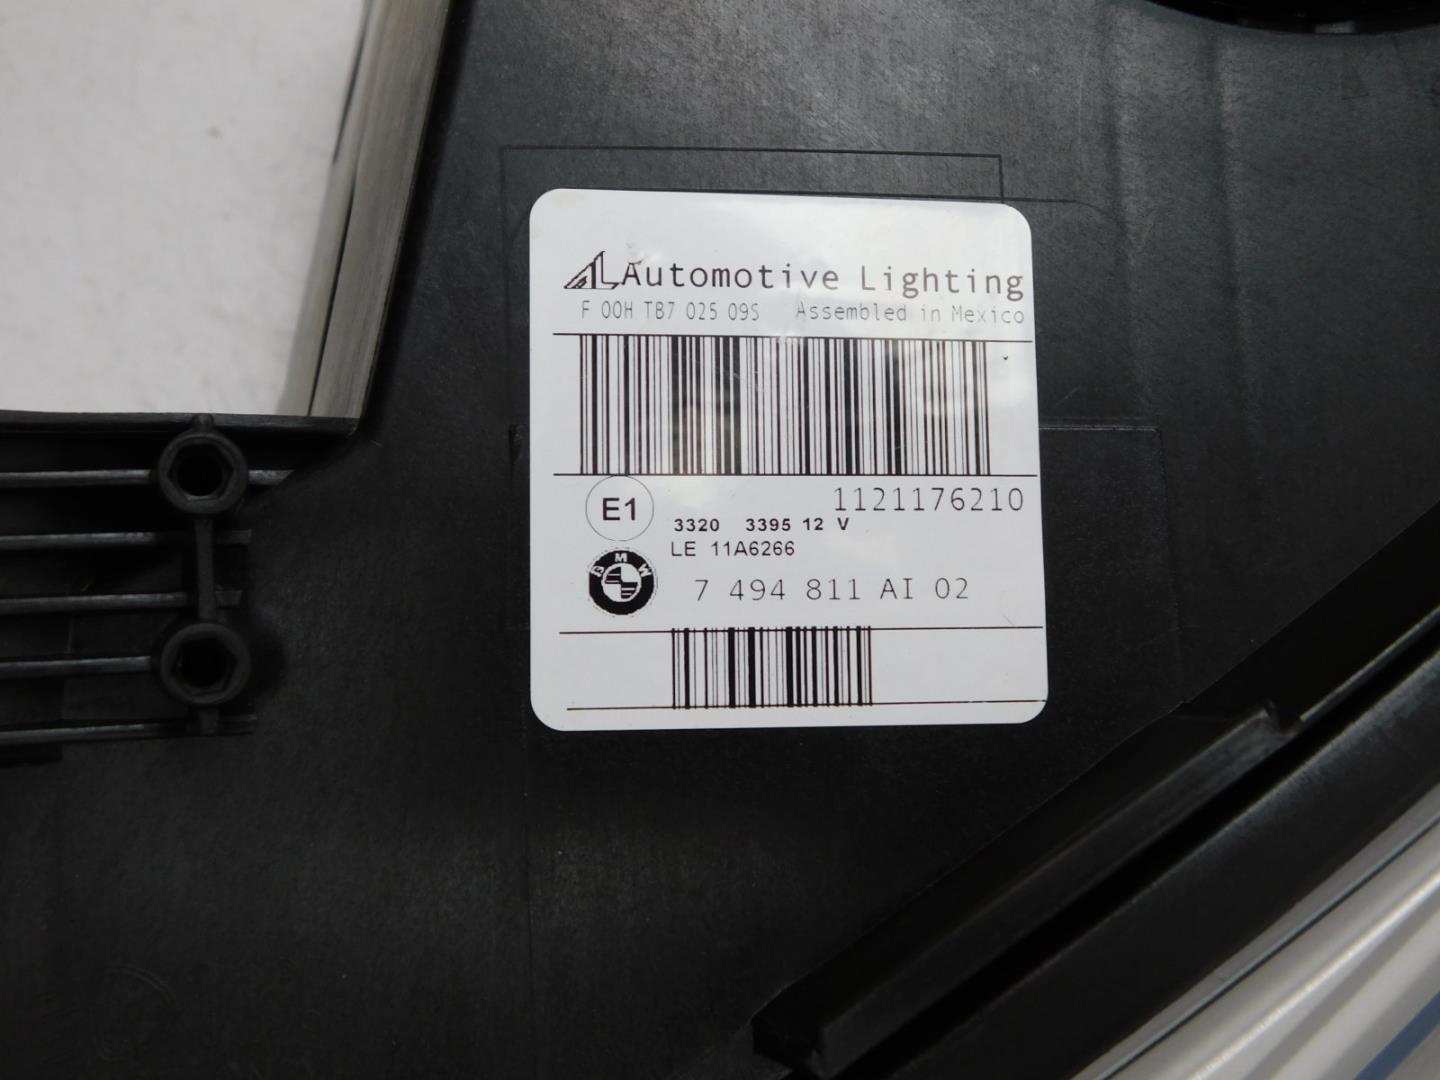 AL Automotive Lighting
F 00H TB7 025 09S Assembled in Mexico
1121176210
E1
3320 3395 12 V
LE 11A6266
BMW
7 494 811 AI 02